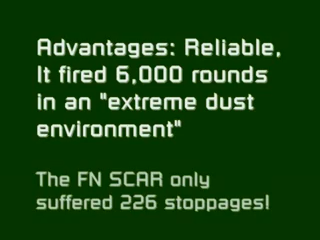 Advantages: Reliable,
It fired 6,000 rounds
in an "extreme dust
environment"
The FN SCAR only
suffered 226 stoppages!